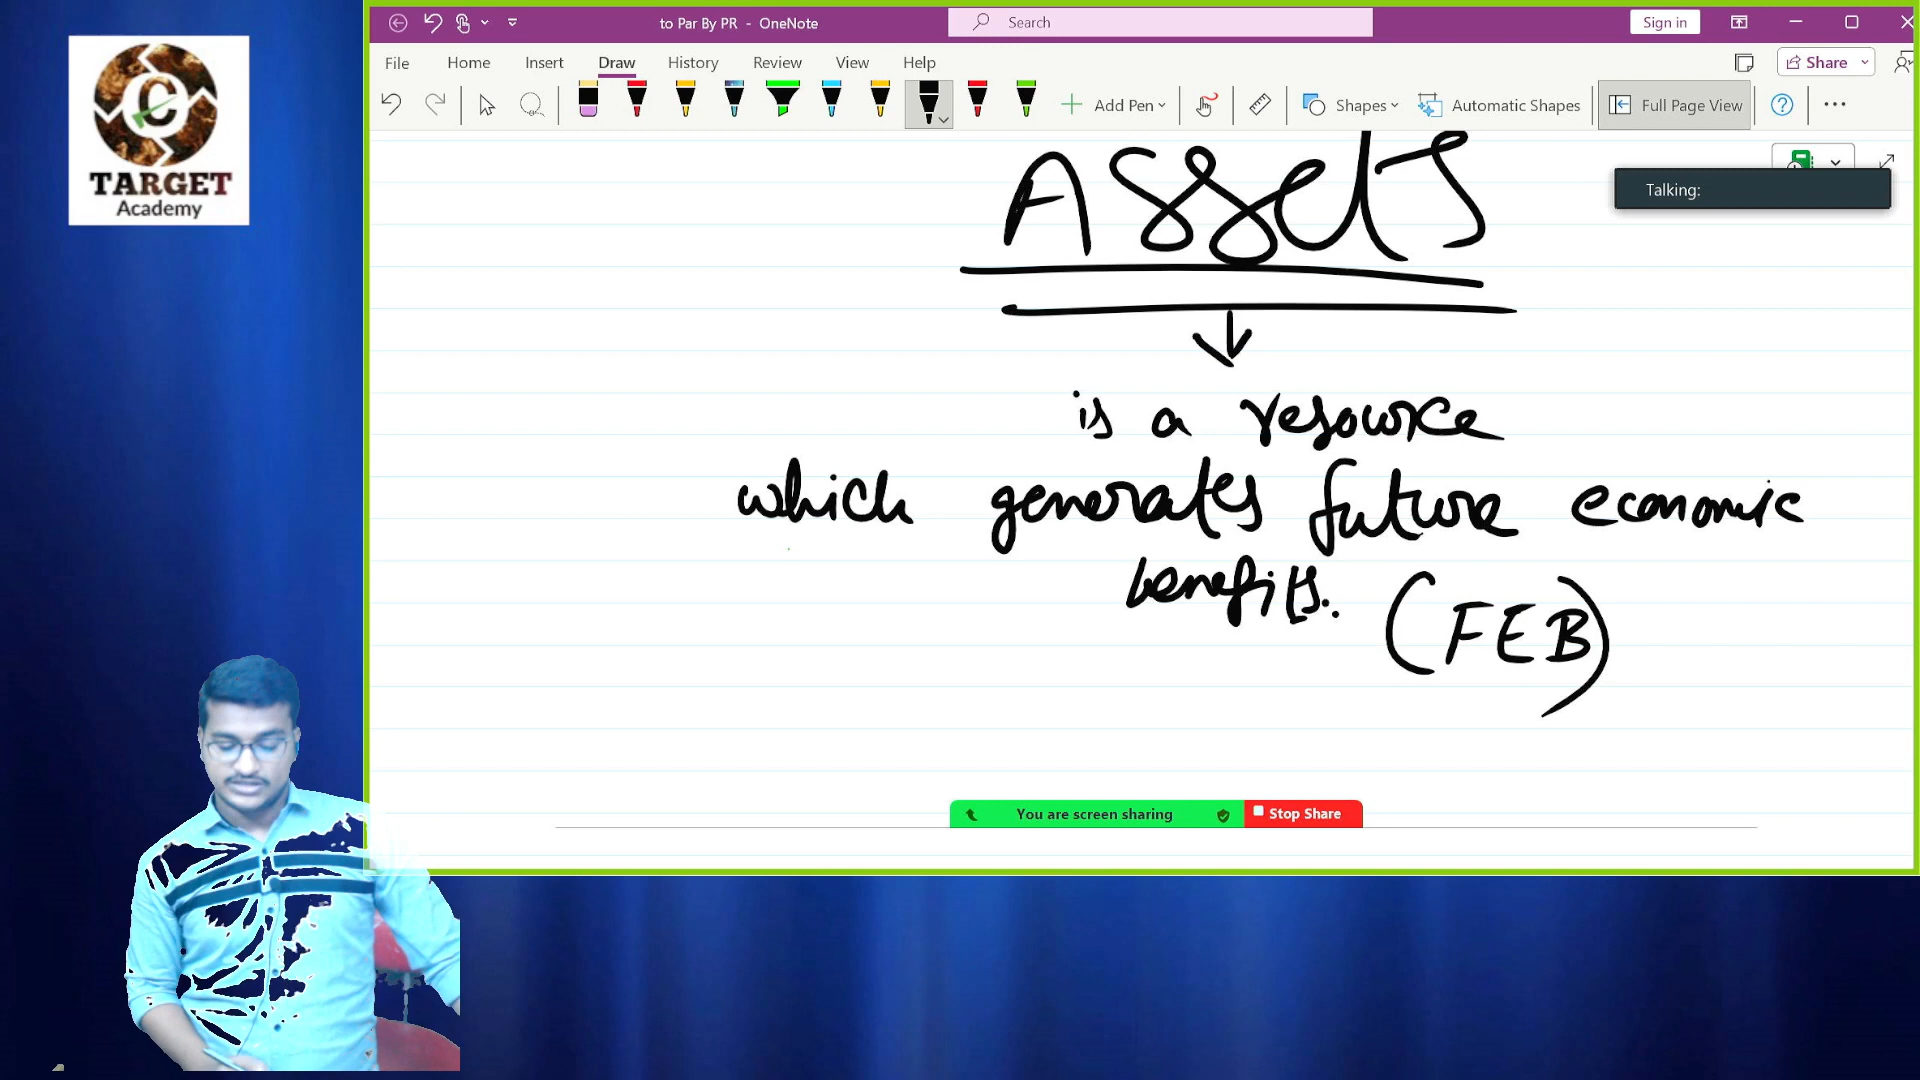 to Par By PR - OneNote
Search
Sign in
File Home Insert Draw History Review View Help
Share
Add Pen
Shapes
Automatic Shapes
Full Page View
C
TARGET
Academy
Talking:
Assets
is a resource
which generates future economic
benefits.
(FEB)
You are screen sharing
Stop Share